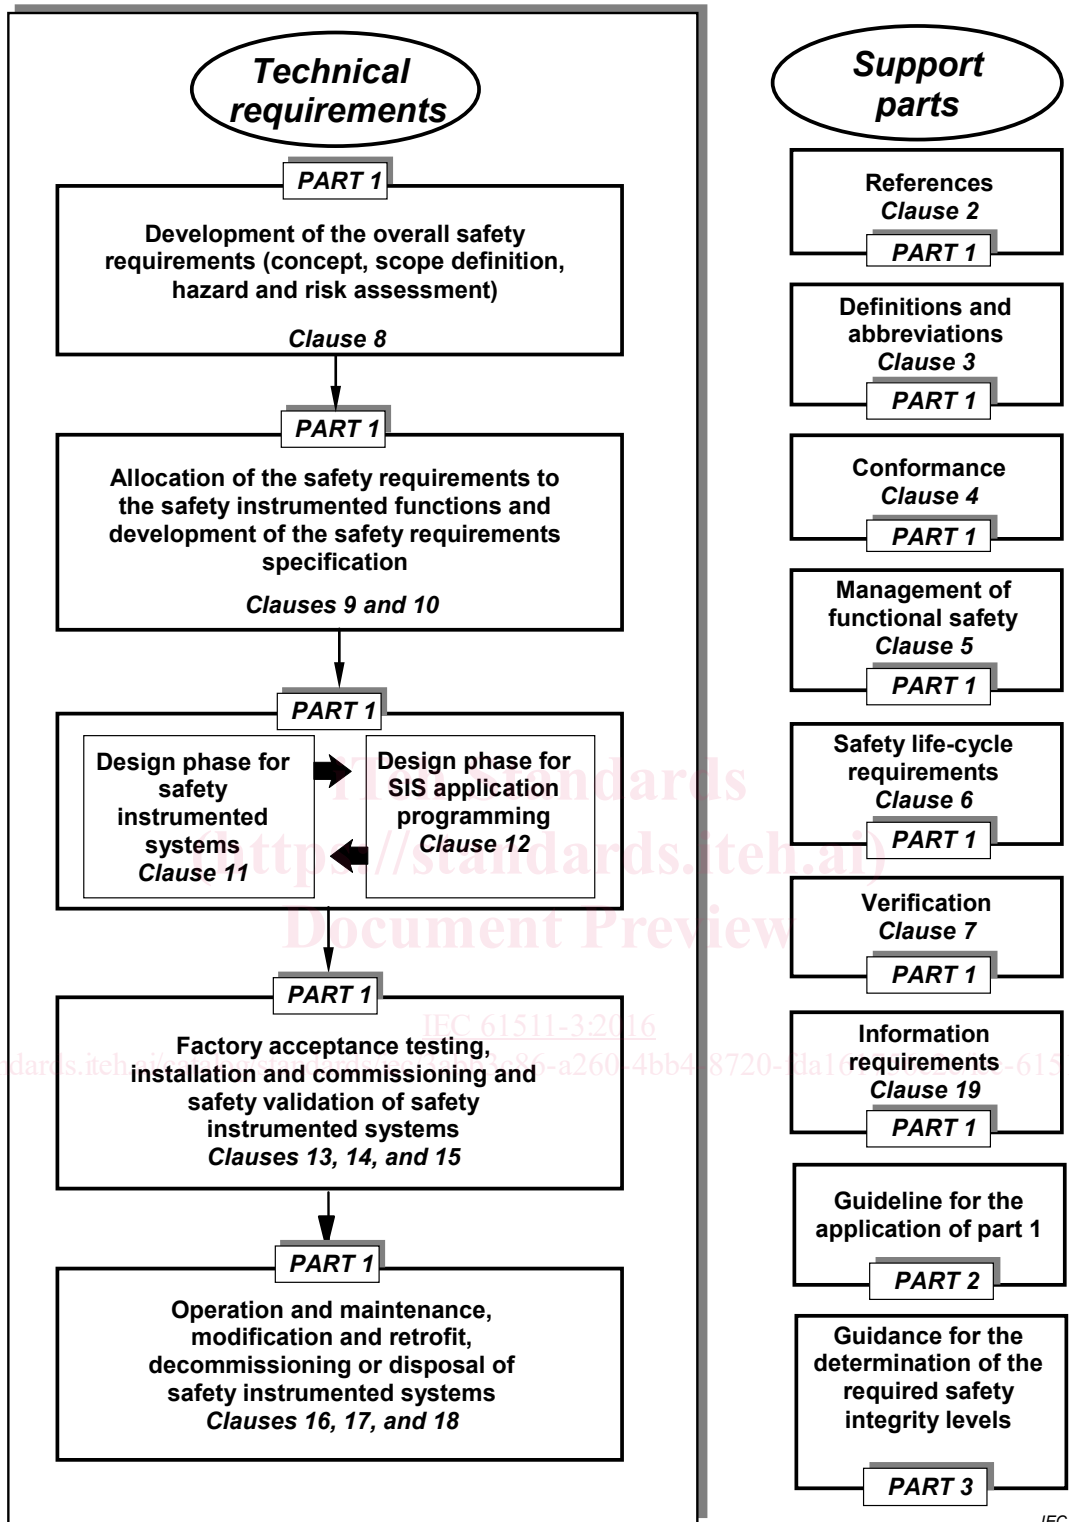 Technical
requirements
PART 1
Development of the overall safety
requirements (concept, scope definition,
hazard and risk assessment)
Clause 8
PART 1
Allocation of the safety requirements to
the safety instrumented functions and
development of the safety requirements
specification
Clauses 9 and 10
PART 1
Design phase for
safety
instrumented
systems
Clause 11
Design phase for
SIS application
programming
Clause 12
PART 1
Factory acceptance testing,
installation and commissioning and
safety validation of safety
instrumented systems
Clauses 13, 14, and 15
PART 1
Operation and maintenance,
modification and retrofit,
decommissioning or disposal of
safety instrumented systems
Clauses 16, 17, and 18
Support
parts
References
Clause 2
PART 1
Definitions and
abbreviations
Clause 3
PART 1
Conformance
Clause 4
PART 1
Management of
functional safety
Clause 5
PART 1
Safety life-cycle
requirements
Clause 6
PART 1
Verification
Clause 7
PART 1
Information
requirements
Clause 19
PART 1
Guideline for the
application of part 1
PART 2
Guidance for the
determination of the
required safety
integrity levels
PART 3
IEC
iTeh Standards
(https://standards.iteh.ai)
Document Preview
IEC 61511-3:2016